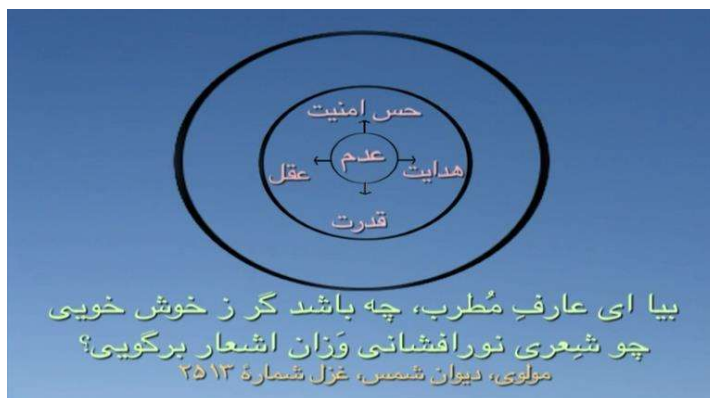 حس امنیت
هدایت
عدم
عقل
قدرت
بیا ای عارفِ مُطرب، چه باشد گر ز خوش خویی
چو شِعری نورافشانی وَزان اشعار برگویی؟
مولوی، دیوان شمس، غزل شمارهٔ ۲۵۱۳